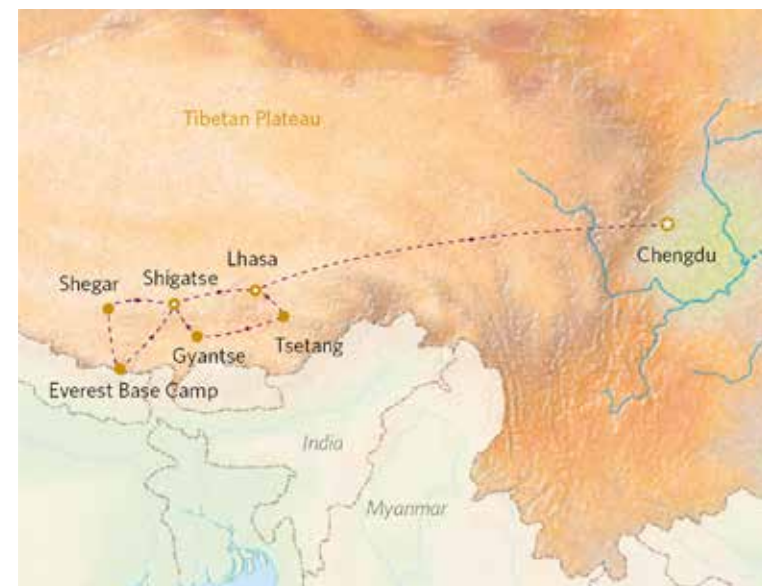 Tibetan Plateau
Lhasa
Chengdu
Shegar
Shigatse
Gyantse
Tsetang
Everest Base Camp
India
Myanmar